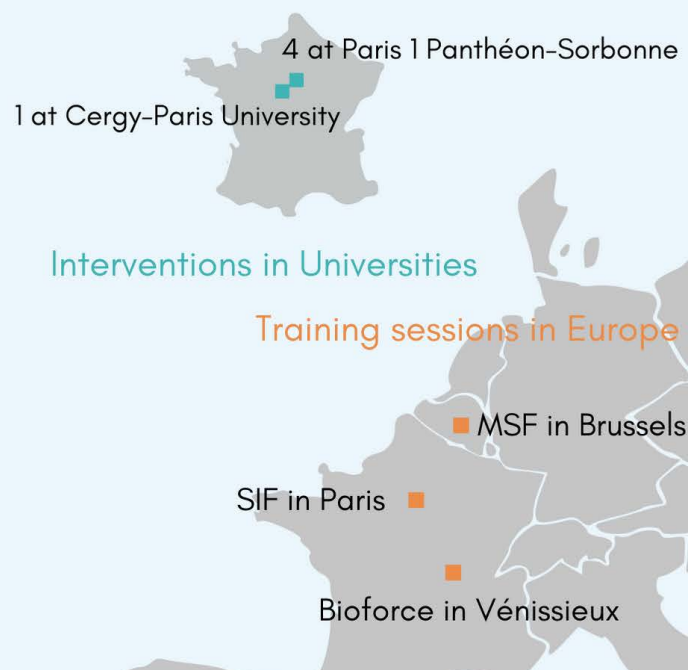 4 at Paris 1 Panthéon-Sorbonne
1 at Cergy-Paris University
Interventions in Universities
Training sessions in Europe
MSF in Brussels
SIF in Paris
Bioforce in Vénissieux